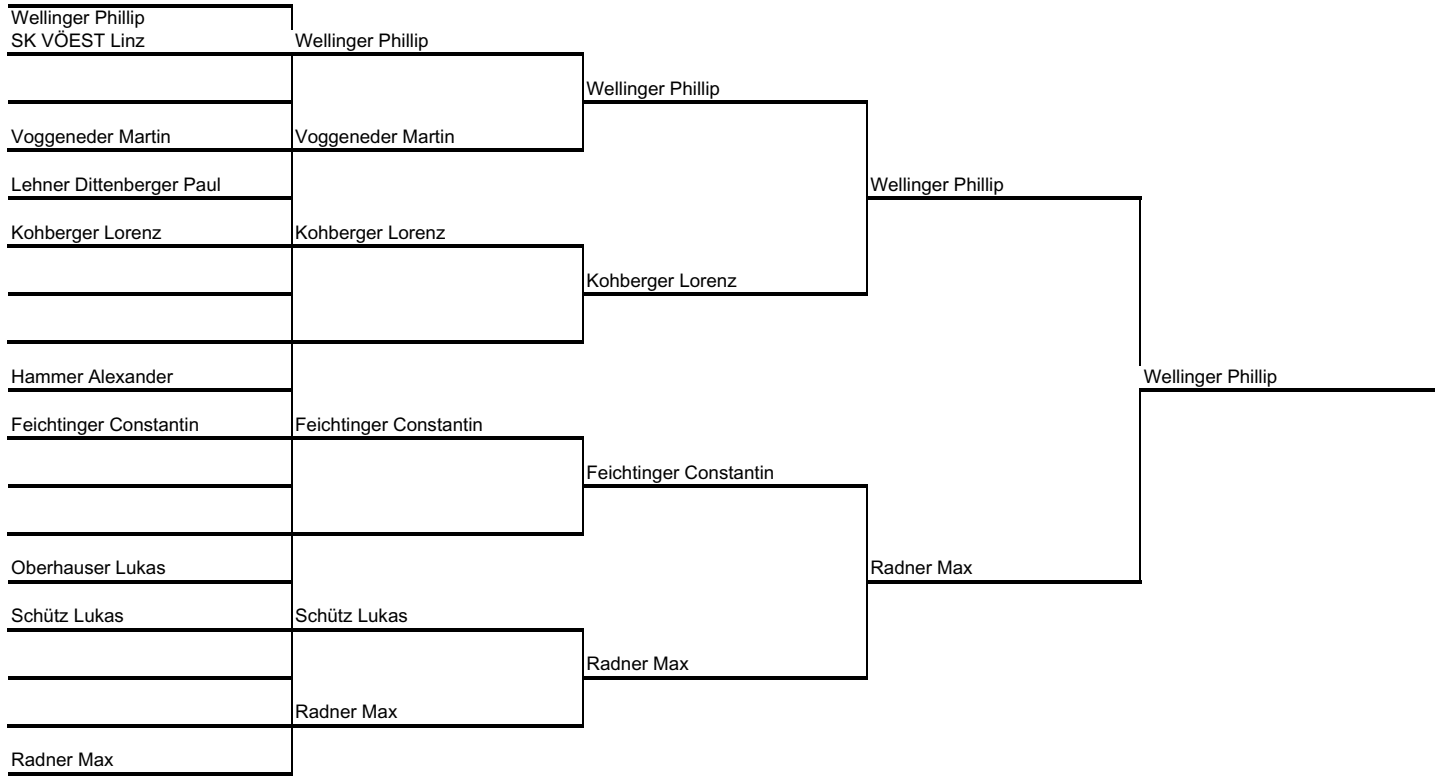 Wellinger Phillip
SK VÖEST Linz
Wellinger Phillip
Wellinger Phillip
Voggeneder Martin
Voggeneder Martin
Lehner Dittenberger Paul
Wellinger Phillip
Kohberger Lorenz
Kohberger Lorenz
Kohberger Lorenz
Hammer Alexander
Wellinger Phillip
Feichtinger Constantin
Feichtinger Constantin
Feichtinger Constantin
Oberhauser Lukas
Radner Max
Schütz Lukas
Schütz Lukas
Radner Max
Radner Max
Radner Max